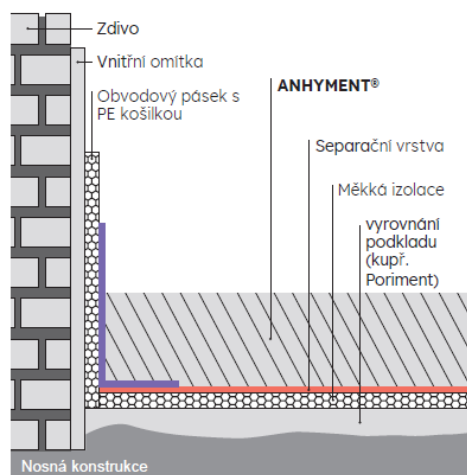 Zdivo
Vnitřní omítka
Obvodový pásek s
PE košilkou
ANHYMENT®
Separační vrstva
Měkká izolace
vyrovnání
podkladu
(kupř.
Poriment)
Nosná konstrukce